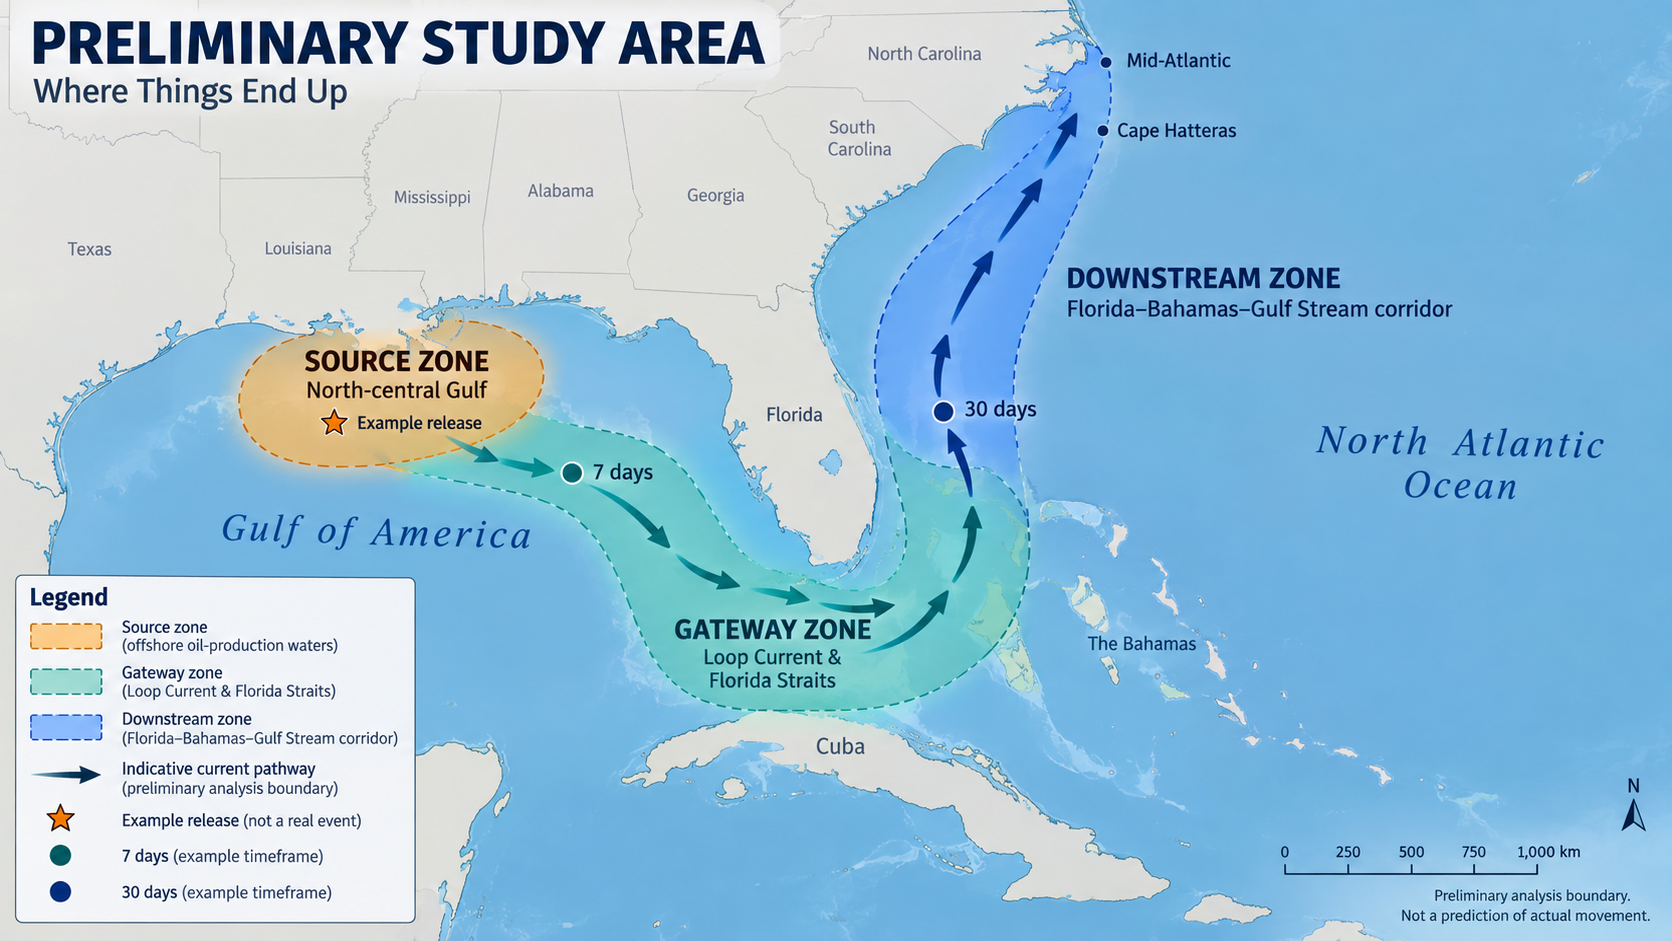 PRELIMINARY STUDY AREA
Where Things End Up
North Carolina
Mid-Atlantic
South
Carolina
Cape Hatteras
Mississippi
Alabama
Georgia
Texas
Louisiana
DOWNSTREAM ZONE
Florida–Bahamas–Gulf Stream corridor
SOURCE ZONE
North-central Gulf
Example release
Florida
30 days
7 days
North Atlantic
Ocean
Gulf of America
GATEWAY ZONE
Loop Current &
Florida Straits
The Bahamas
Cuba
Legend
Source zone
(offshore oil-production waters)
Gateway zone
(Loop Current & Florida Straits)
Downstream zone
(Florida–Bahamas–Gulf Stream corridor)
Indicative current pathway
(preliminary analysis boundary)
Example release (not a real event)
7 days (example timeframe)
30 days (example timeframe)
N
0 250 500 750 1,000 km
Preliminary analysis boundary.
Not a prediction of actual movement.